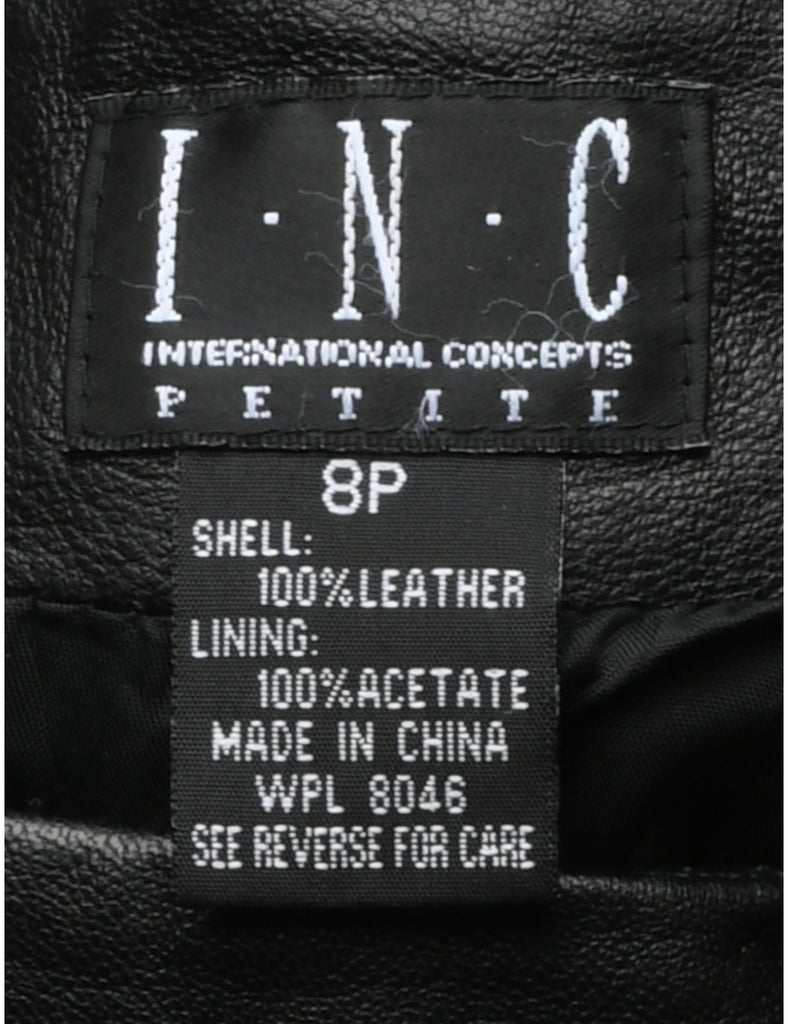 I·N·C
INTERNATIONAL CONCEPTS
PETITE
8P
SHELL:
100%LEATHER
LINING:
100%ACETATE
MADE IN CHINA
WPL 8046
SEE REVERSE FOR CARE